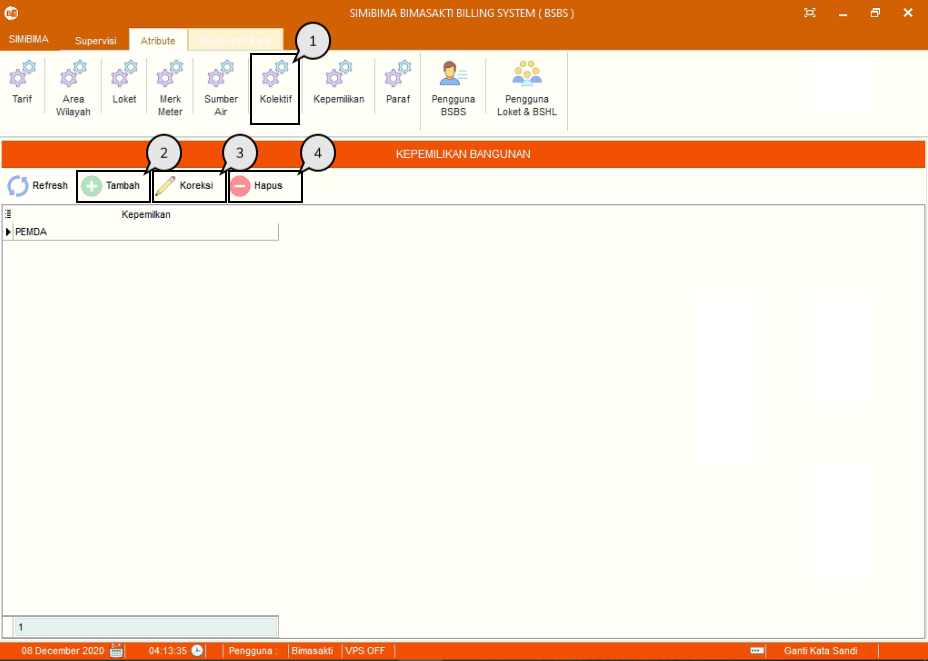 SIMiBIMA BIMASAKTI BILLING SYSTEM ( BSBS )
SIMiBIMA
Supervisi
Atribute
1
Tarif
Area
Wilayah
Loket
Merk
Meter
Sumber
Air
Kolektif
Kepemilikan
Paraf
Pengguna
BSBS
Pengguna
Loket & BSHL
2
3
4
KEPEMILIKAN BANGUNAN
Refresh
Tambah
Koreksi
Hapus
Kepemilkan
PEMDA
1
08 December 2020
04:13:35
Pengguna :
Bimasakti
VPS OFF
Ganti Kata Sandi